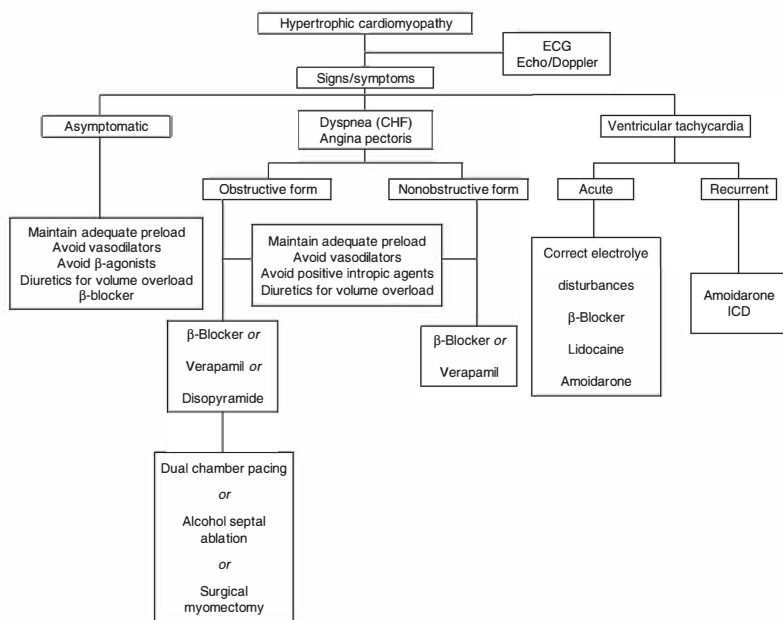 Hypertrophic cardiomyopathy
ECG
Echo/Doppler
Signs/symptoms
Asymptomatic
Dyspnea (CHF)
Angina pectoris
Ventricular tachycardia
Obstructive form
Nonobstructive form
Acute
Recurrent
Maintain adequate preload
Avoid vasodilators
Avoid β-agonists
Diuretics for volume overload
β-blocker
Maintain adequate preload
Avoid vasodilators
Avoid positive intropic agents
Diuretics for volume overload
Correct electrolye
disturbances
β-Blocker
Lidocaine
Amoidarone
Amoidarone
ICD
β-Blocker or
Verapamil or
Disopyramide
β-Blocker or
Verapamil
Dual chamber pacing
or
Alcohol septal
ablation
or
Surgical
myomectomy